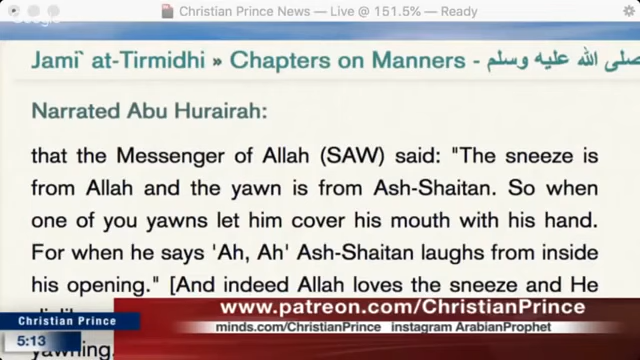 Christian Prince News — Live @ 151.5% — Ready
Google
Jami` at-Tirmidhi » Chapters on Manners - صلى الله عليه وسلم
Narrated Abu Hurairah:
that the Messenger of Allah (SAW) said: "The sneeze is
from Allah and the yawn is from Ash-Shaitan. So when
one of you yawns let him cover his mouth with his hand.
For when he says 'Ah, Ah' Ash-Shaitan laughs from inside
his opening." [And indeed Allah loves the sneeze and He
yawning.
www.patreon.com/ChristianPrince
Christian Prince
minds.com/ChristianPrince instagram ArabianProphet
5:13